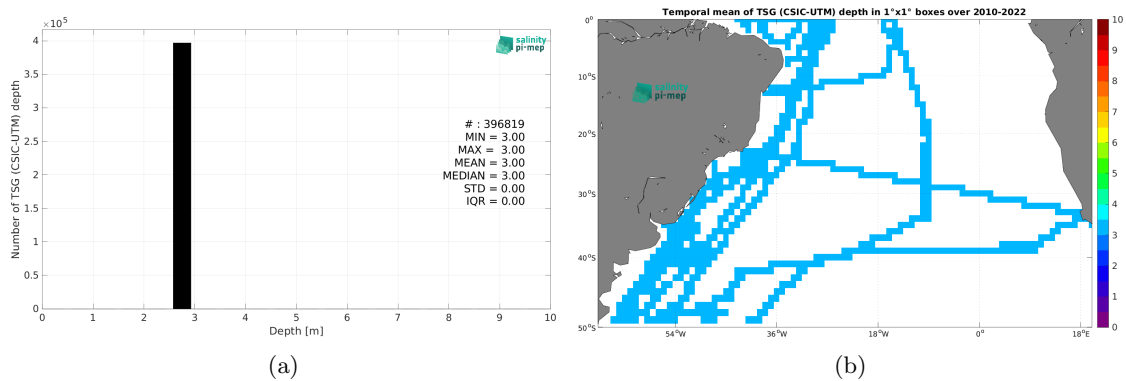 ×10⁵
4
3.5
3
2.5
2
1.5
1
0.5
0
Number of TSG (CSIC-UTM) depth
salinity
pi-mep
# : 396819
MIN = 3.00
MAX = 3.00
MEAN = 3.00
MEDIAN = 3.00
STD = 0.00
IQR = 0.00
0 1 2 3 4 5 6 7 8 9 10
Depth [m]
(a)
Temporal mean of TSG (CSIC-UTM) depth in 1°x1° boxes over 2010-2022
0°
10°S
20°S
30°S
40°S
50°S
salinity
pi-mep
54°W 36°W 18°W 0° 18°E
10
9
8
7
6
5
4
3
2
1
0
(b)